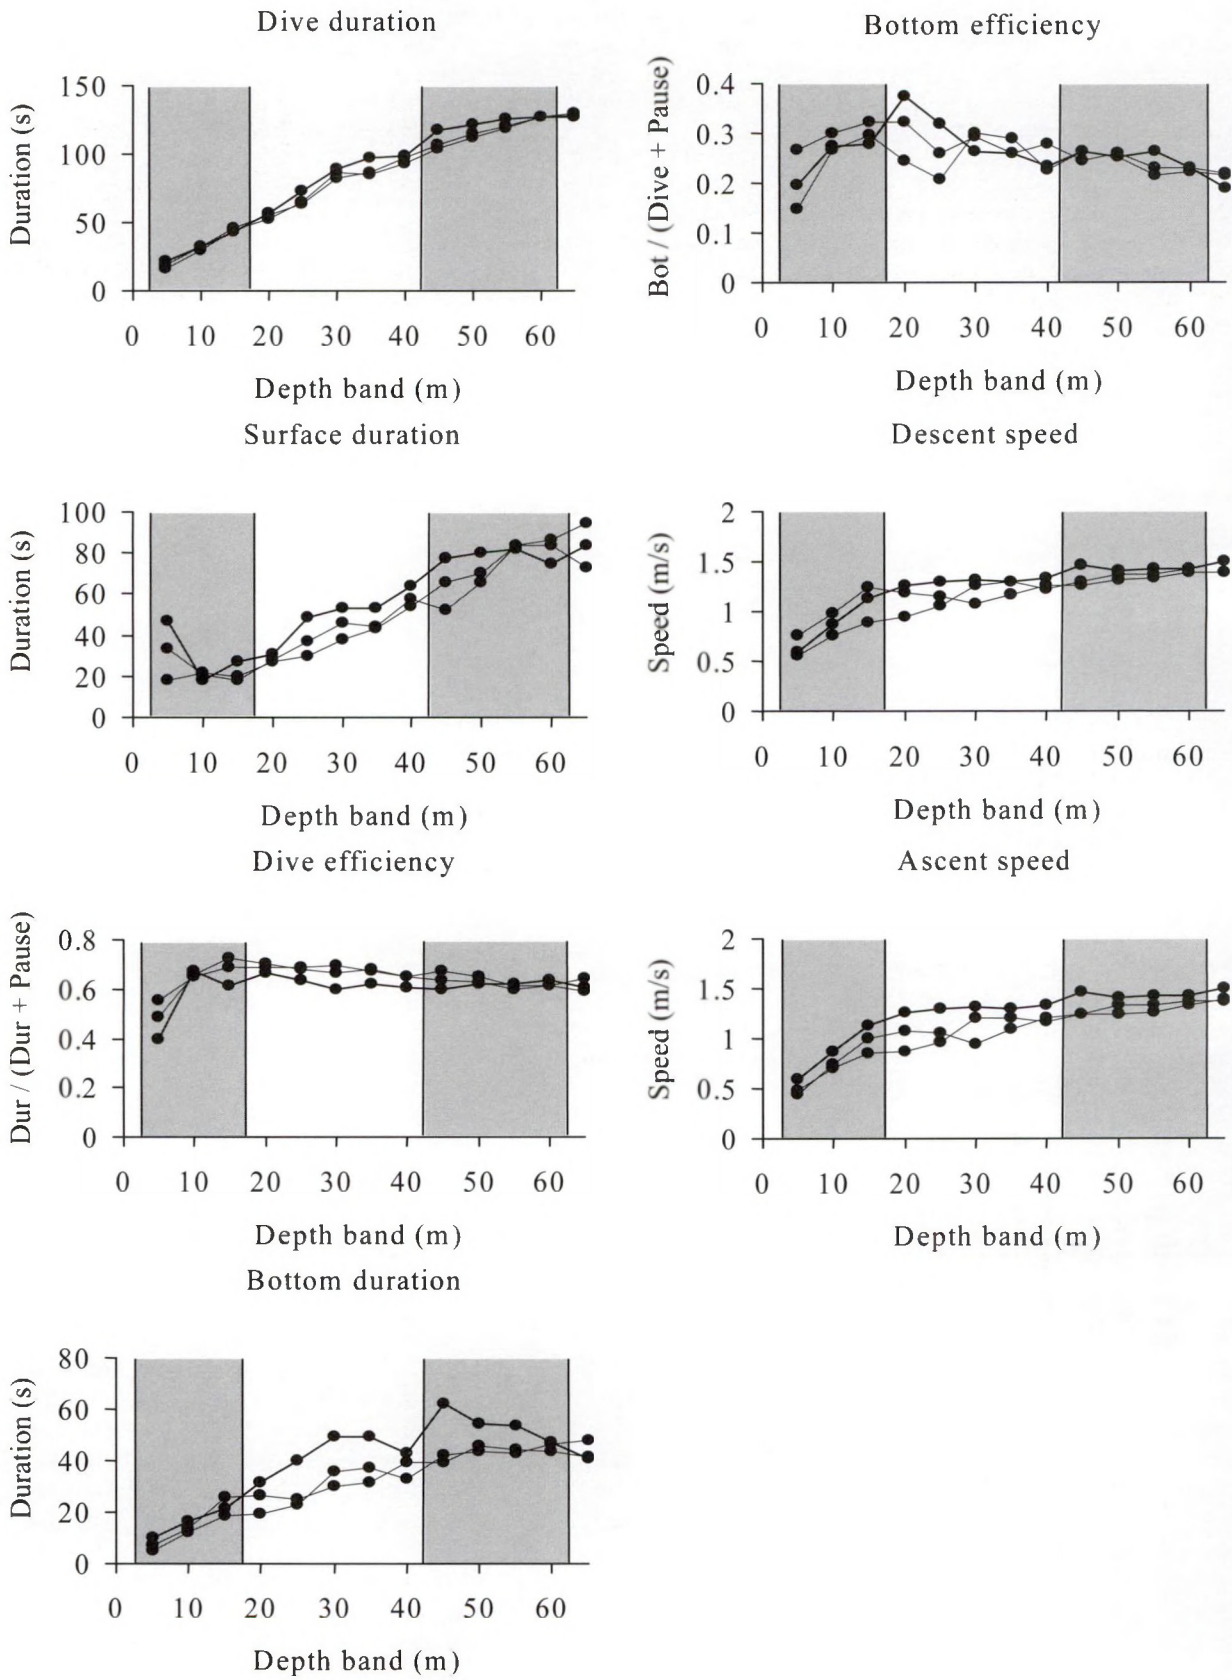 Dive duration
150
100
50
0
Duration (s)
0 10 20 30 40 50 60
Depth band (m)
Surface duration
100
80
60
40
20
0
Duration (s)
0 10 20 30 40 50 60
Depth band (m)
Dive efficiency
0.8
0.6
0.4
0.2
0
Dur / (Dur + Pause)
0 10 20 30 40 50 60
Depth band (m)
Bottom duration
80
60
40
20
0
Duration (s)
0 10 20 30 40 50 60
Depth band (m)
Bottom efficiency
0.4
0.3
0.2
0.1
0
Bot / (Dive + Pause)
0 10 20 30 40 50 60
Depth band (m)
Descent speed
2
1.5
1
0.5
0
Speed (m/s)
0 10 20 30 40 50 60
Depth band (m)
Ascent speed
2
1.5
1
0.5
0
Speed (m/s)
0 10 20 30 40 50 60
Depth band (m)